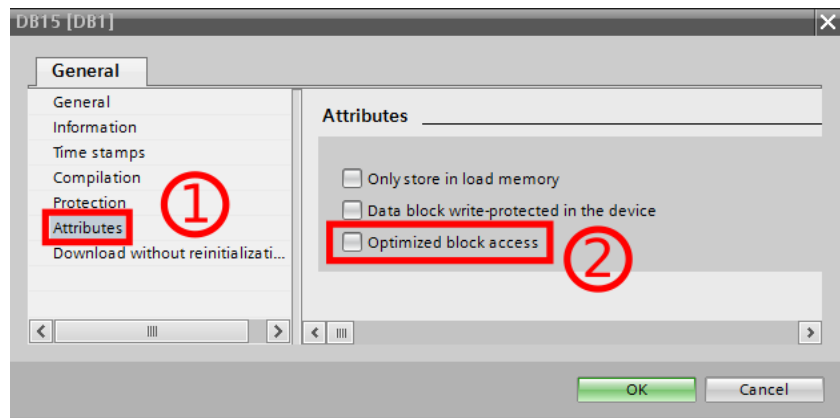 DB15 [DB1]
General
General
Information
Time stamps
Compilation
Protection
Attributes
Download without reinitializati...
1
Attributes
Only store in load memory
Data block write-protected in the device
Optimized block access
2
OK
Cancel